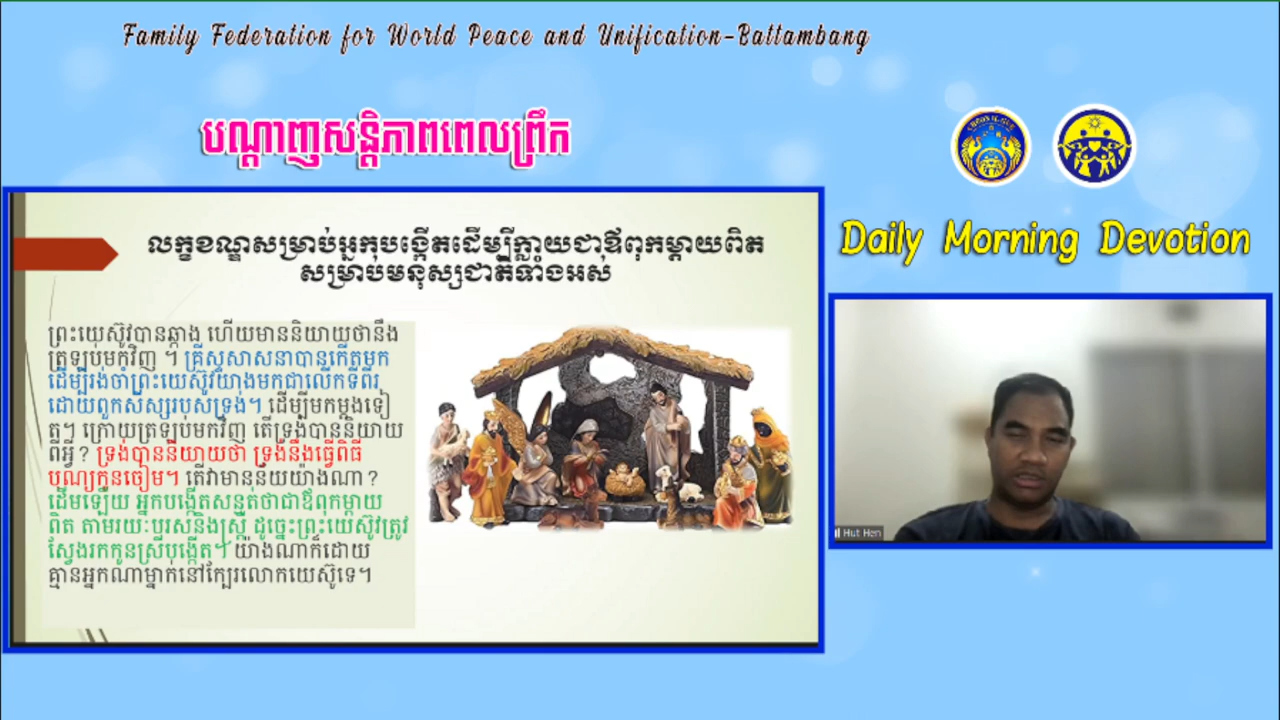 Family Federation for World Peace and Unification-Battambang
បណ្តាញសន្តិភាពពេលព្រឹក
Daily Morning Devotion
លក្ខខណ្ឌសម្រាប់អ្នកបង្កើតដើម្បីក្លាយជាឪពុកម្តាយពិត
សម្រាប់មនុស្សជាតិទាំងអស់
ព្រះយេស៊ូវបានឆ្កាង ហើយមាននិយាយថានឹង
ត្រឡប់មកវិញ ។ គ្រីស្ទសាសនាបានកើតមក
ដើម្បីរង់ចាំព្រះយេស៊ូវយាងមកជាលើកទីពីរ
ដោយពួកសិស្សរបស់ទ្រង់។ ដើម្បីមកម្តងទៀ
ត។ ក្រោយត្រឡប់មកវិញ តើទ្រង់បាននិយាយ
ពីអ្វី? ទ្រង់បាននិយាយថា ទ្រង់នឹងធ្វើពិធី
បុណ្យកូនចៀម។ តើវាមានន័យយ៉ាងណា?
ដើមឡើយ អ្នកបង្កើតសន្មតថាជាឪពុកម្តាយ
ពិត តាមរយៈបុរសនិងស្ត្រី ដូច្នេះព្រះយេស៊ូវត្រូវ
ស្វែងរកកូនស្រីបង្កើត។ យ៉ាងណាក៏ដោយ
គ្មានអ្នកណាម្នាក់នៅក្បែរលោកយេស៊ូទេ។
Hut Hen